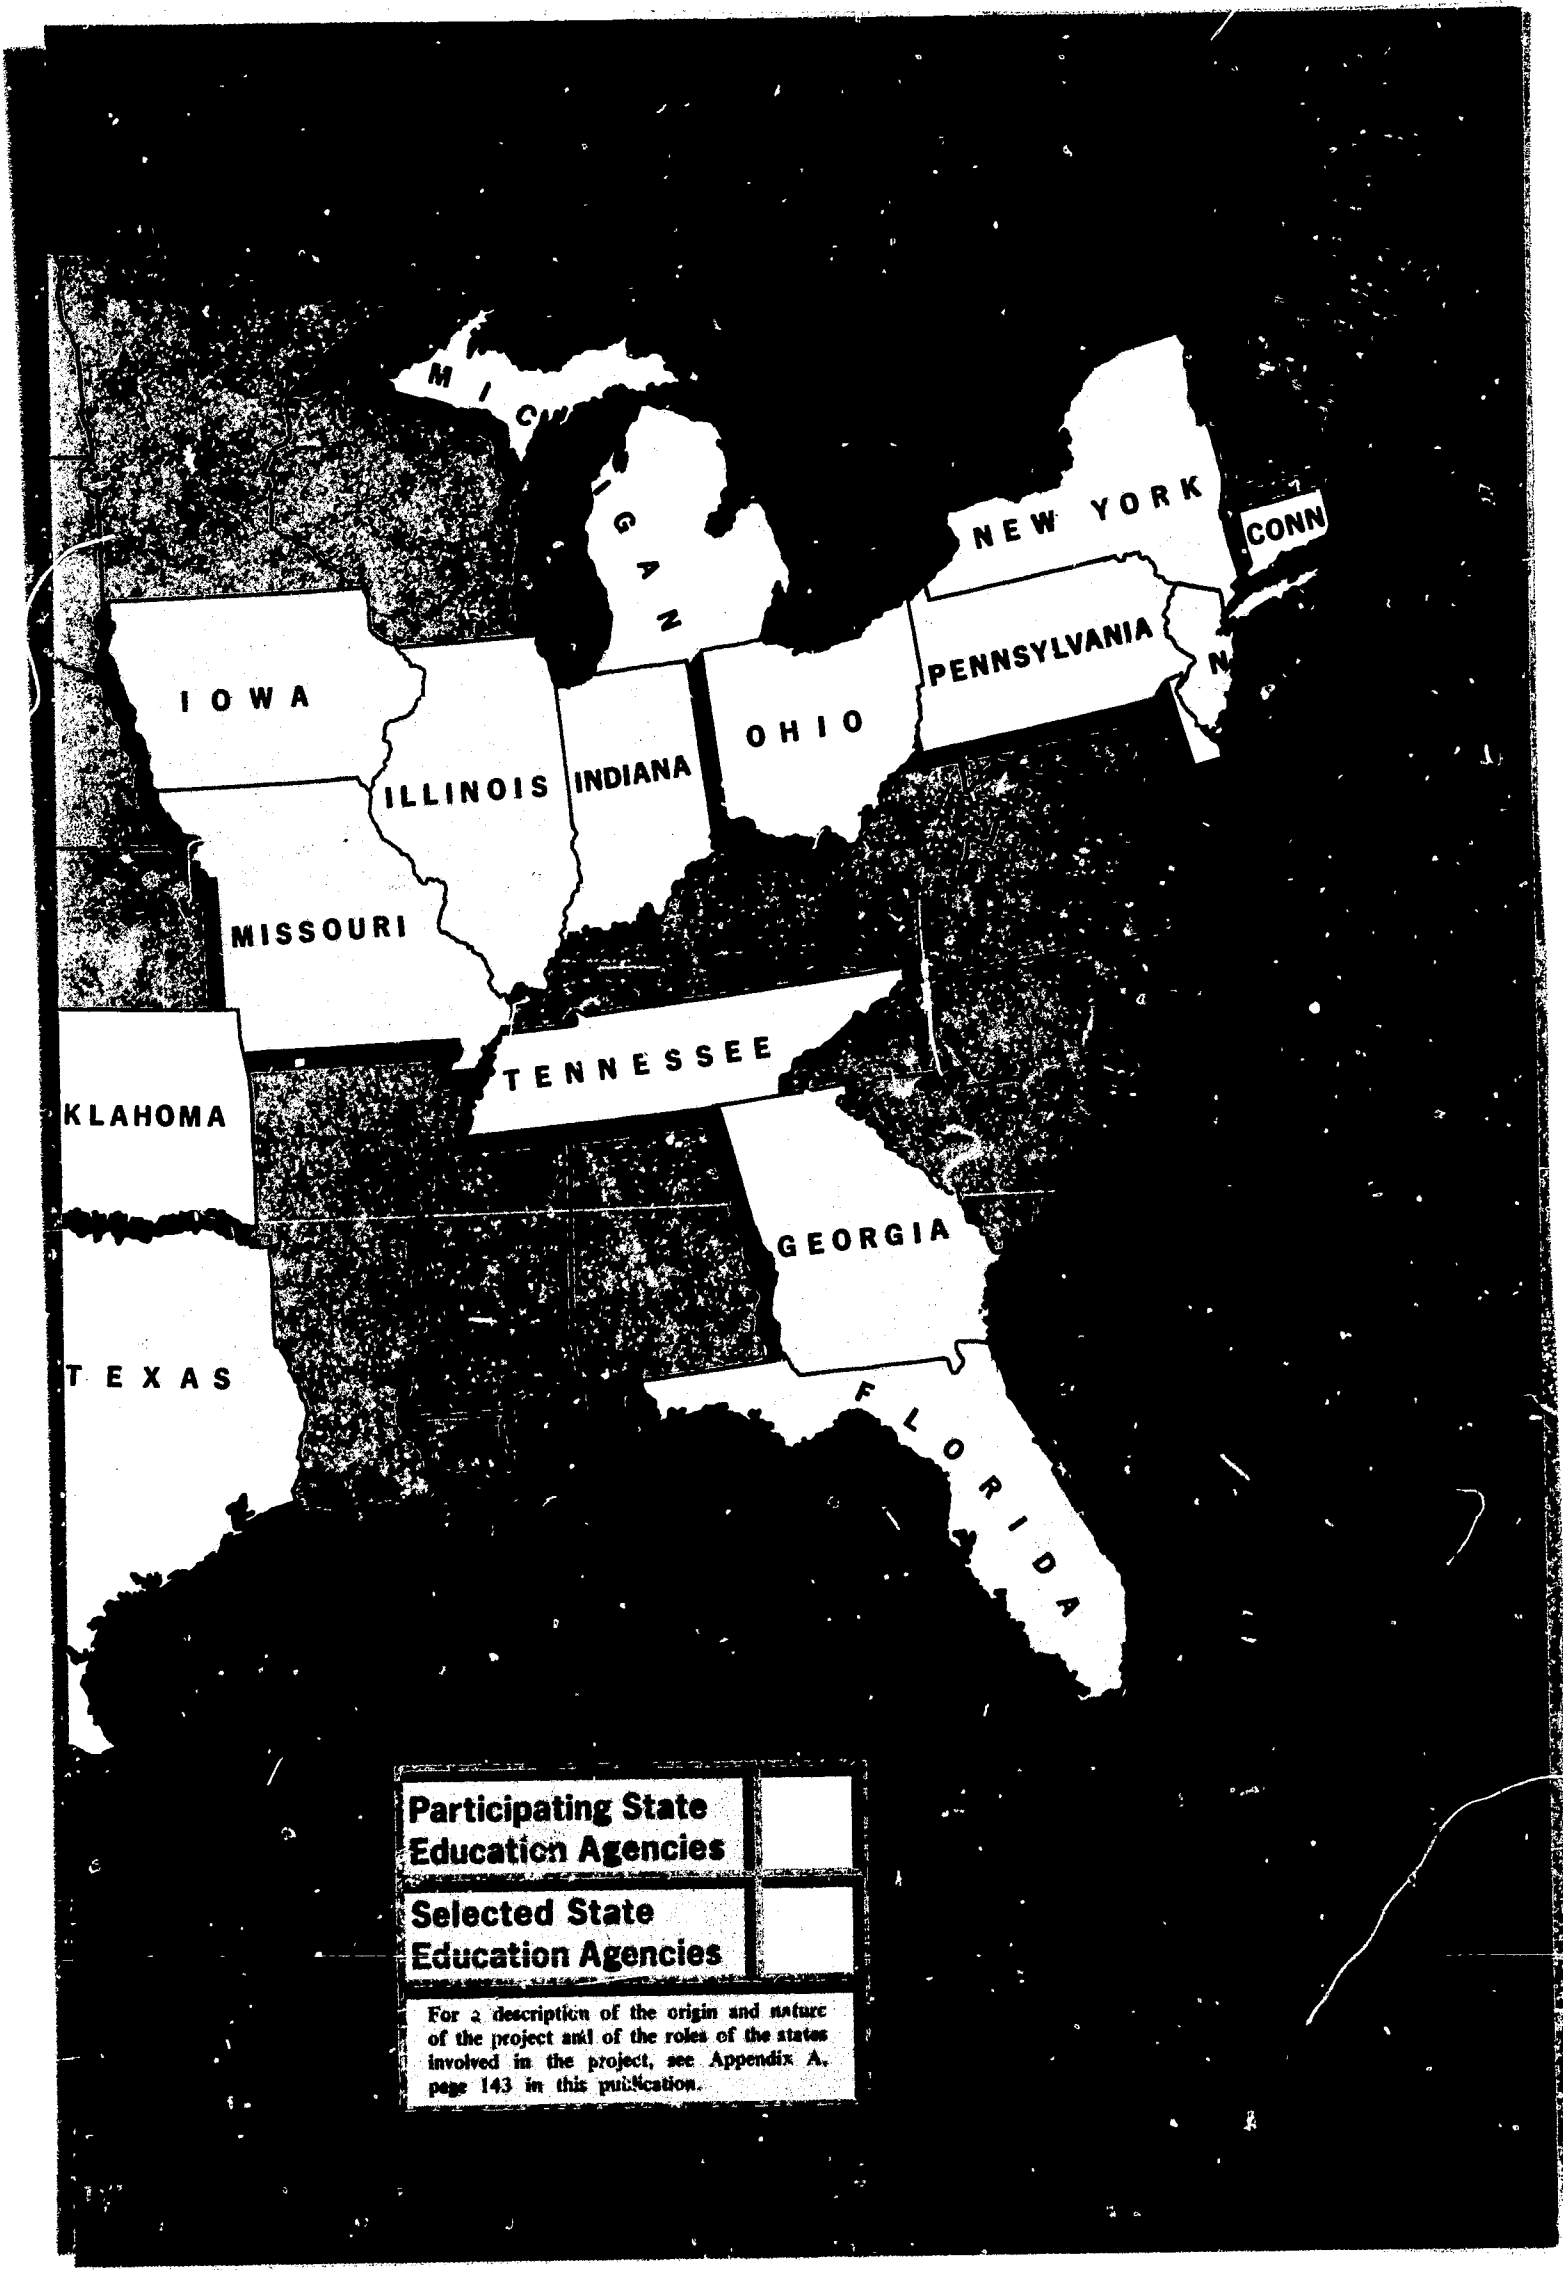 MICHIGAN
NEW YORK
CONN
PENNSYLVANIA
N
IOWA
OHIO
ILLINOIS
INDIANA
MISSOURI
TENNESSEE
KLAHOMA
GEORGIA
TEXAS
FLORIDA
Participating State
Education Agencies
Selected State
Education Agencies
For a description of the origin and nature
of the project and of the roles of the states
involved in the project, see Appendix A,
page 143 in this publication.